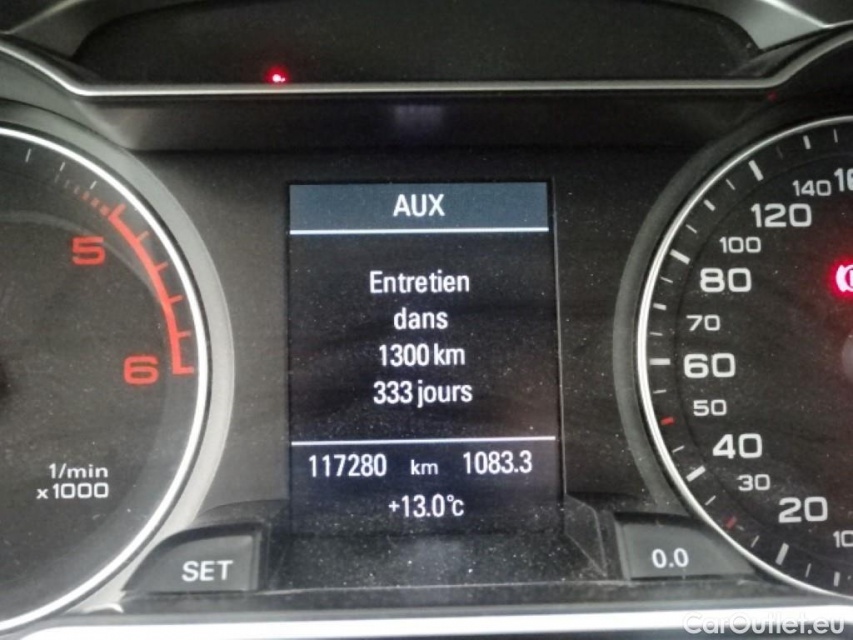 AUX
Entretien
dans
1300 km
333 jours
117280 km 1083.3
+13.0°C
5
6
1/min
x1000
SET
0.0
140
120
100
80
70
60
50
40
30
20
10
CarOutlet.eu